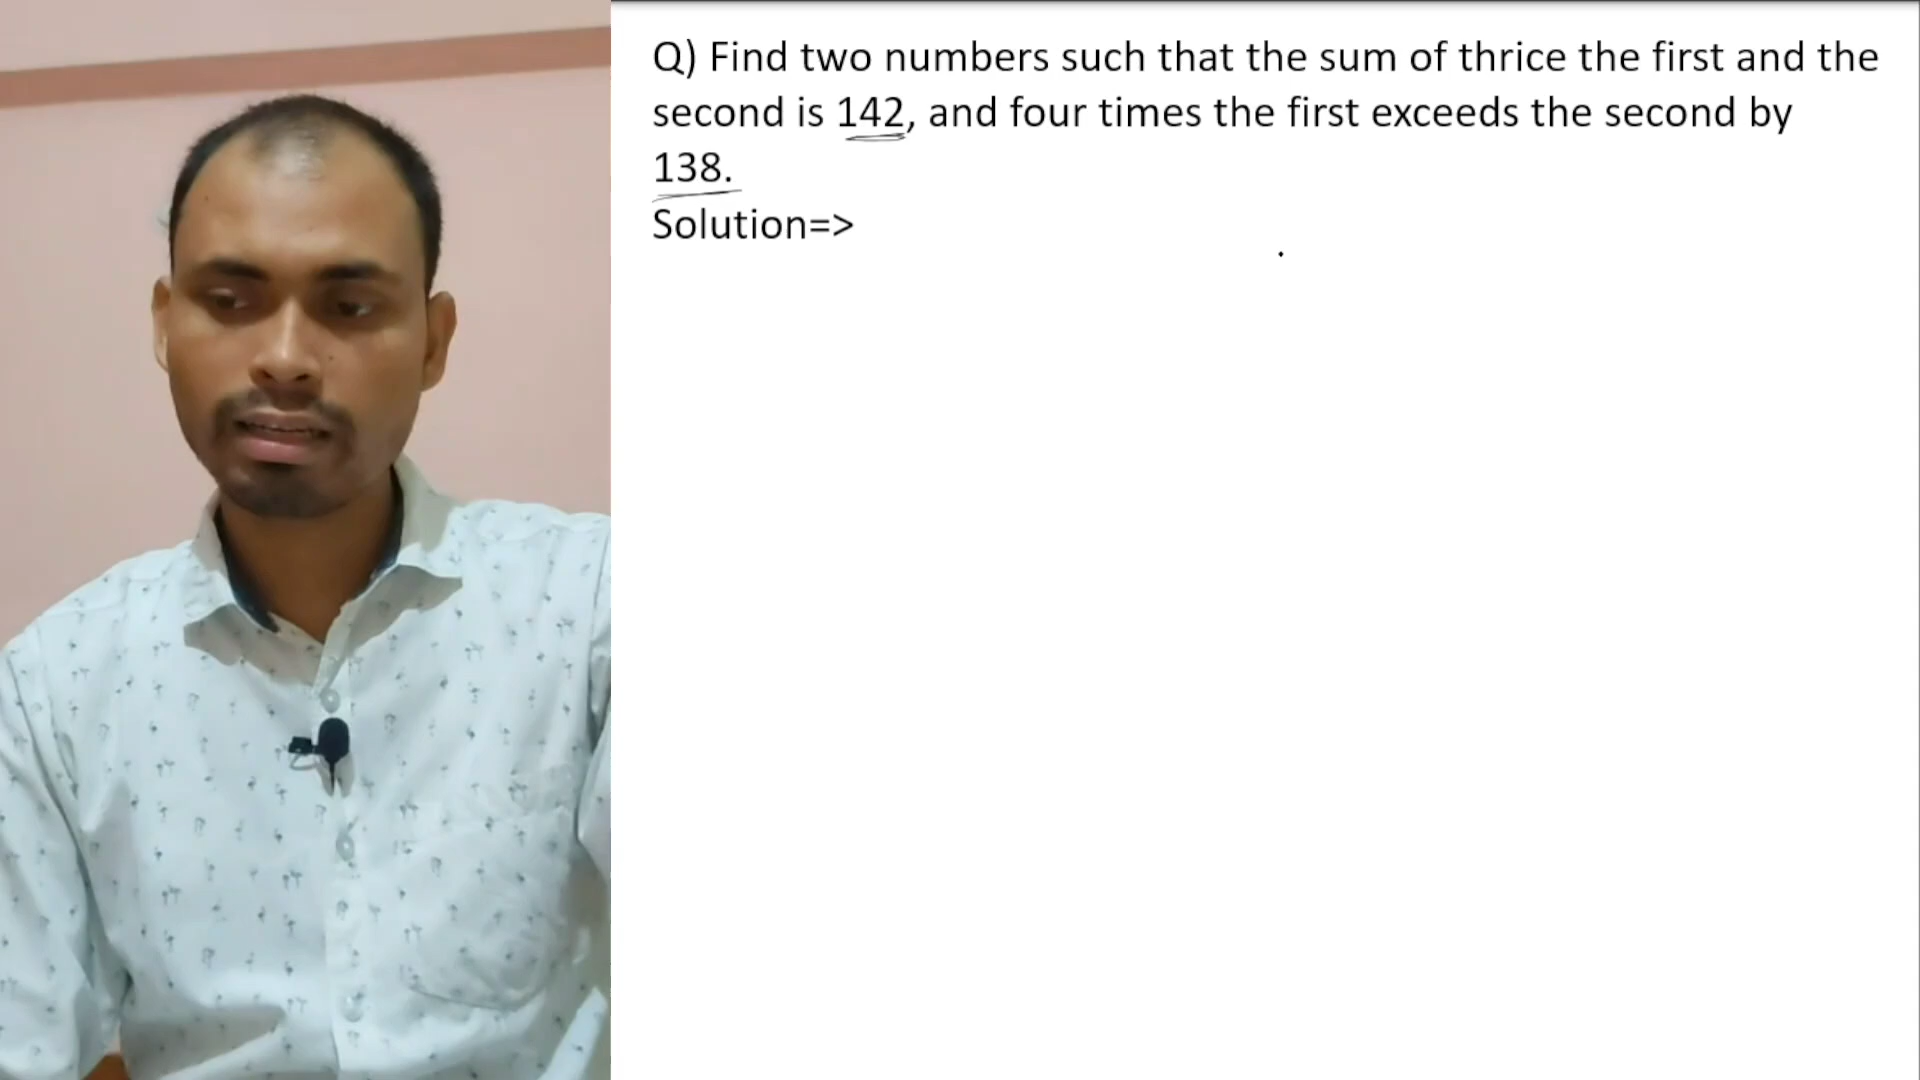 Q) Find two numbers such that the sum of thrice the first and the
second is 142, and four times the first exceeds the second by
138.
Solution=>